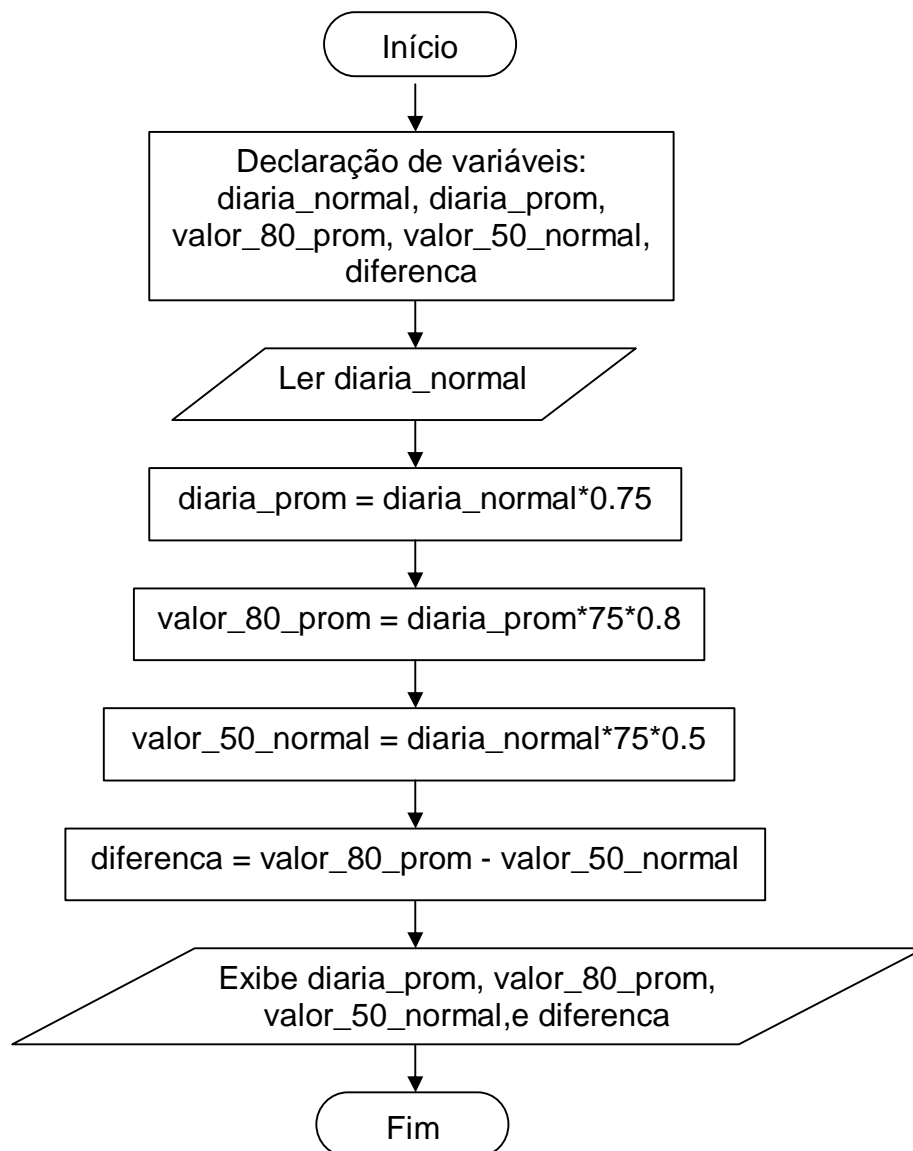 Início
Declaração de variáveis:
diaria_normal, diaria_prom,
valor_80_prom, valor_50_normal,
diferenca
Ler diaria_normal
diaria_prom = diaria_normal*0.75
valor_80_prom = diaria_prom*75*0.8
valor_50_normal = diaria_normal*75*0.5
diferenca = valor_80_prom - valor_50_normal
Exibe diaria_prom, valor_80_prom,
valor_50_normal,e diferenca
Fim